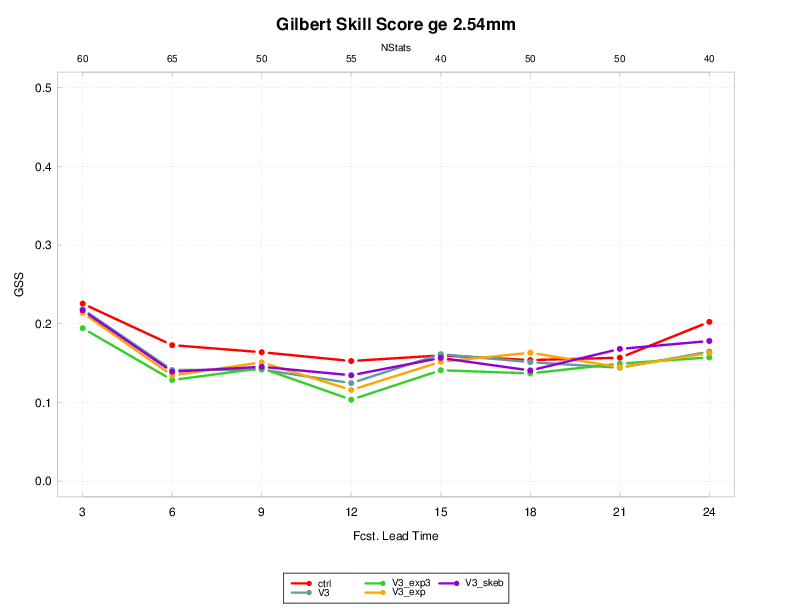 Gilbert Skill Score ge 2.54mm
NStats
60 65 50 55 40 50 50 40
0.5
0.4
0.3
0.2
0.1
0.0
GSS
3 6 9 12 15 18 21 24
Fcst. Lead Time
ctrl V3_exp3 V3_skeb
V3 V3_exp